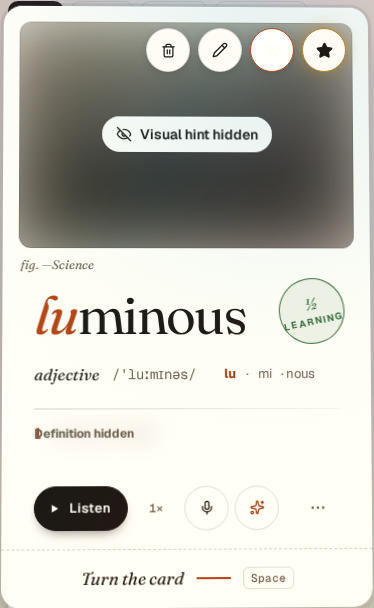 Visual hint hidden
fig. —Science
luminous
½
LEARNING
adjective /ˈluːmɪnəs/ lu · mi · nous
Definition hidden
Listen 1× ···
Turn the card Space